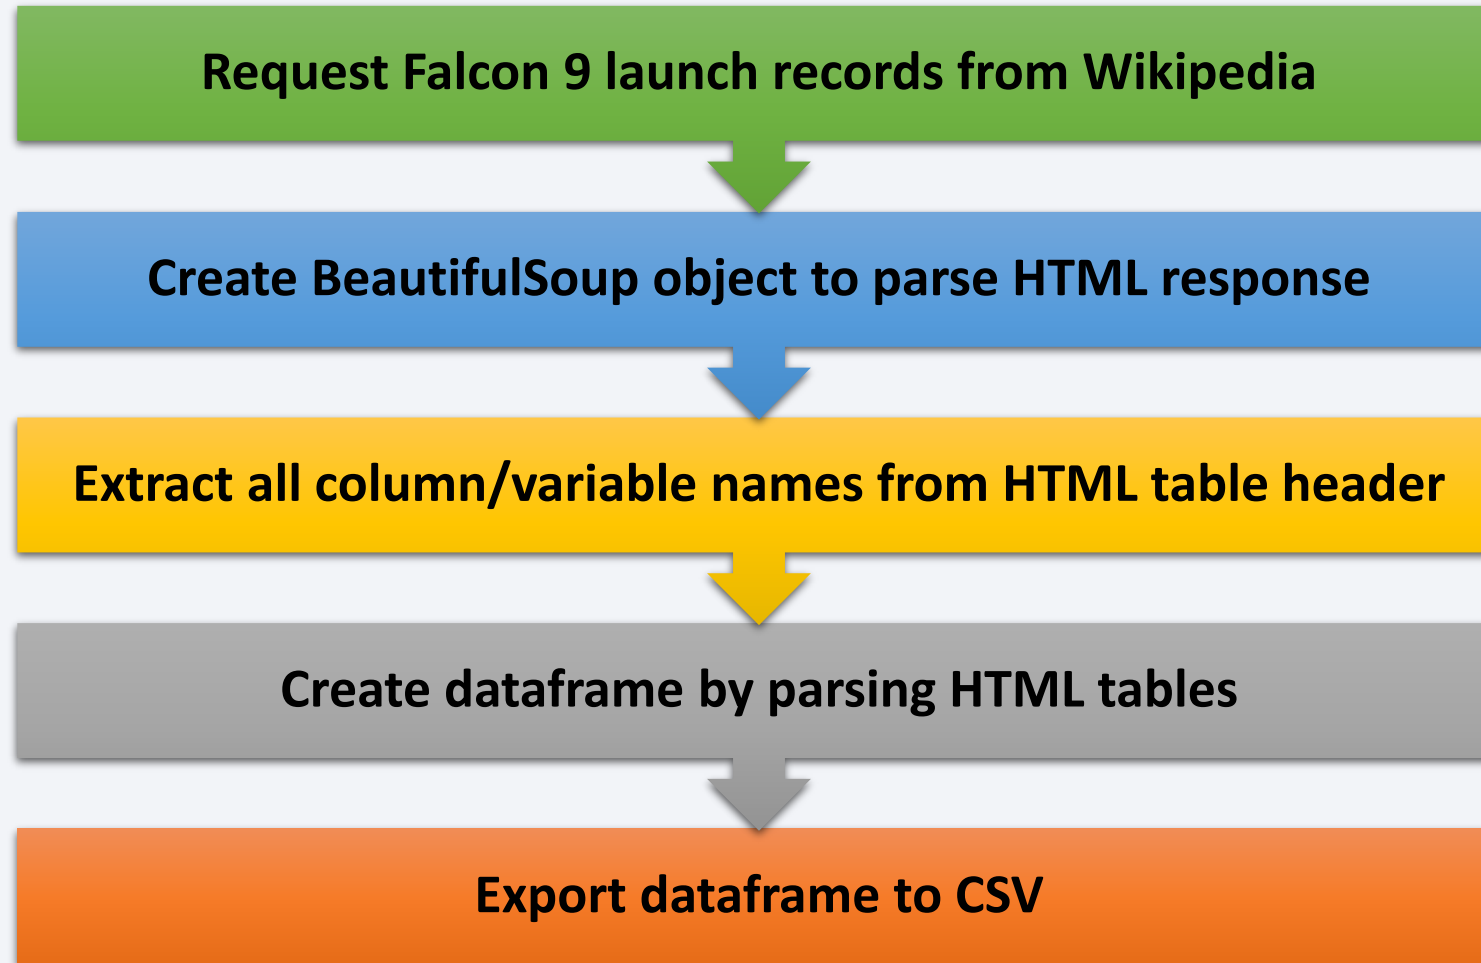 Request Falcon 9 launch records from Wikipedia
Create BeautifulSoup object to parse HTML response
Extract all column/variable names from HTML table header
Create dataframe by parsing HTML tables
Export dataframe to CSV